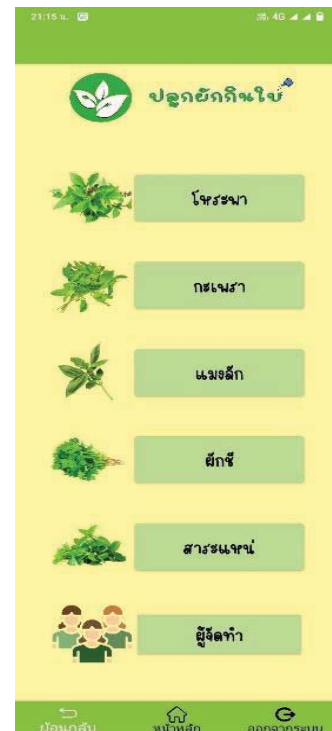 21:15 น. 4G
ปลูกผักกินใบ
โหระพา
กะเพรา
แมงลัก
ผักชี
สาระแหน่
ผู้จัดทำ
ย้อนกลับ หน้าหลัก ออกจากระบบ